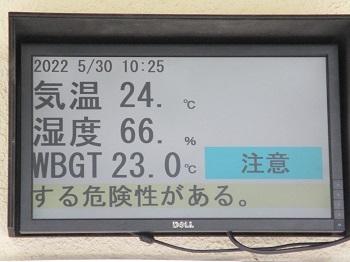 2022 5/30 10:25
気温 24. ℃
湿度 66. %
WBGT 23.0℃ 注意
する危険性がある。
DELL